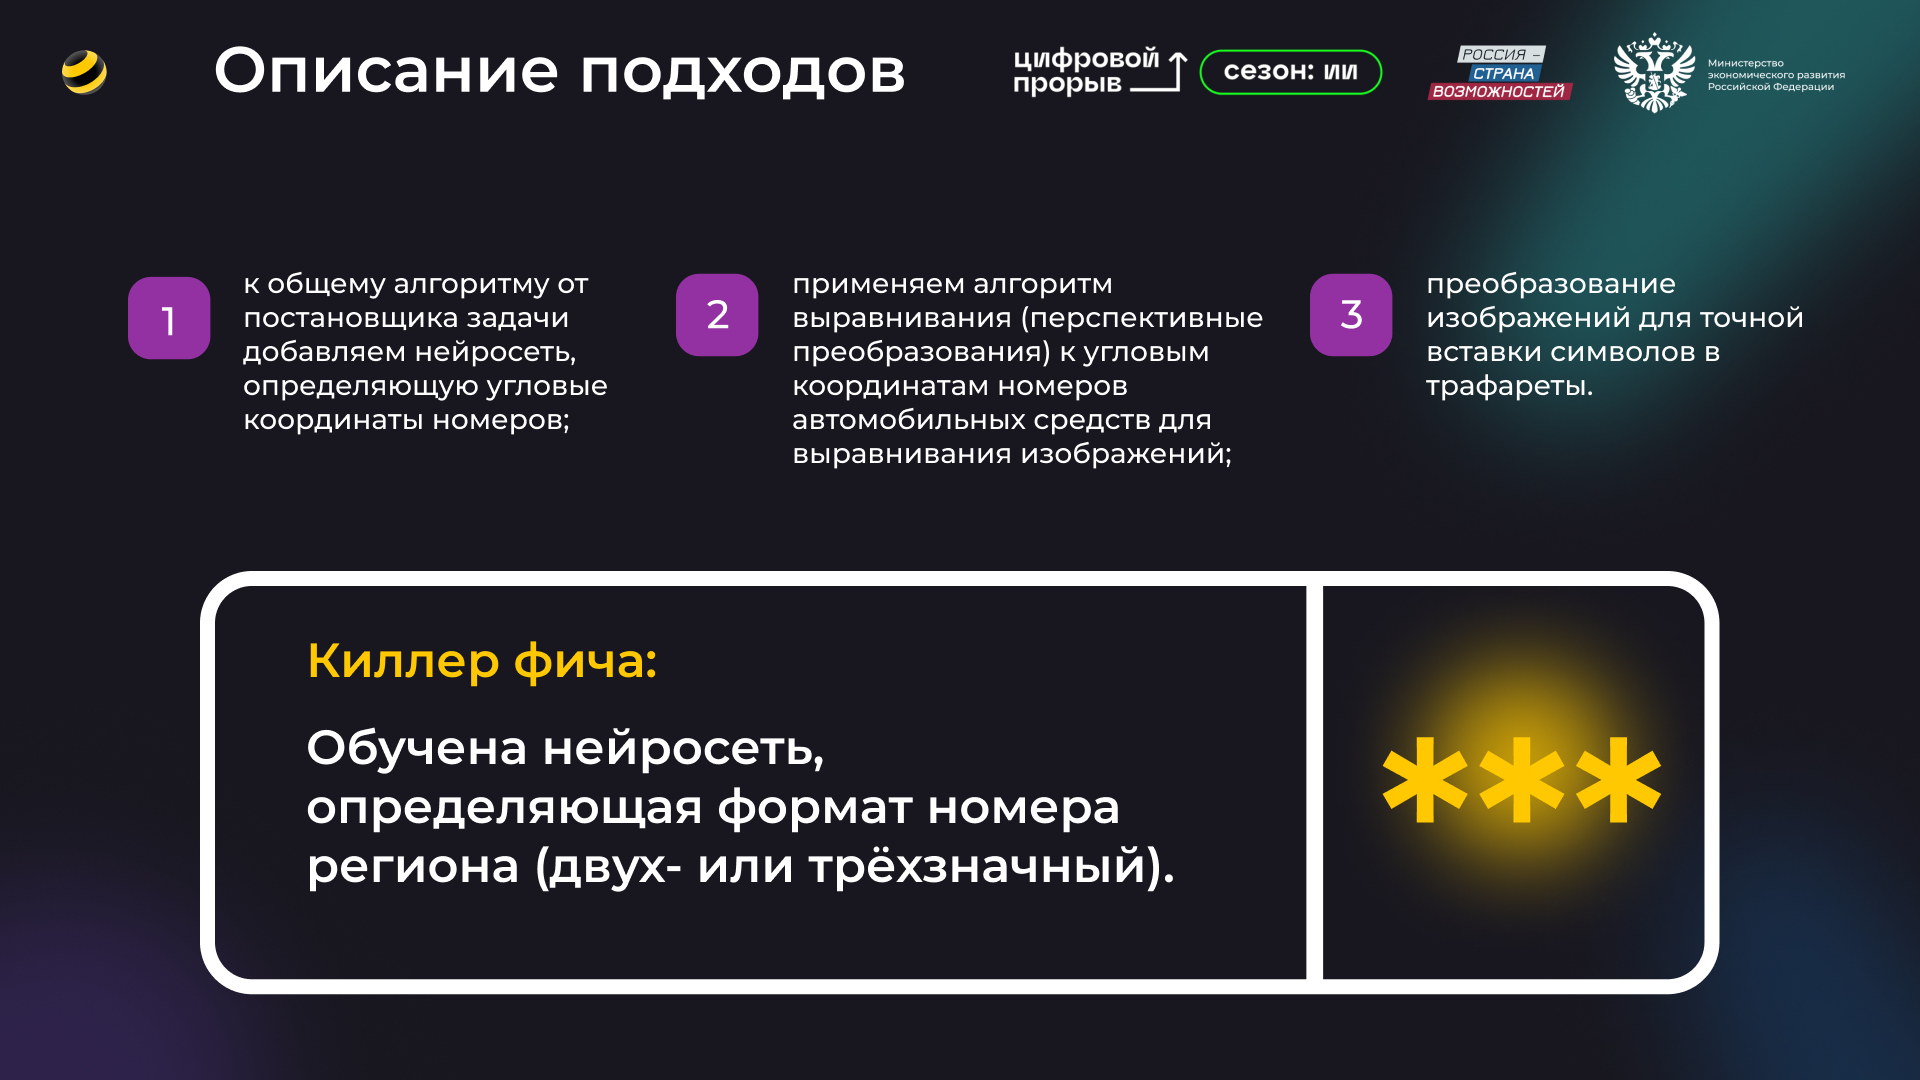 Описание подходов
цифровой
прорыв
сезон: ИИ
РОССИЯ –
СТРАНА
ВОЗМОЖНОСТЕЙ
Министерство
экономического развития
Российской Федерации
1
к общему алгоритму от
постановщика задачи
добавляем нейросеть,
определяющую угловые
координаты номеров;
2
применяем алгоритм
выравнивания (перспективные
преобразования) к угловым
координатам номеров
автомобильных средств для
выравнивания изображений;
3
преобразование
изображений для точной
вставки символов в
трафареты.
Киллер фича:
Обучена нейросеть,
определяющая формат номера
региона (двух- или трёхзначный).
***